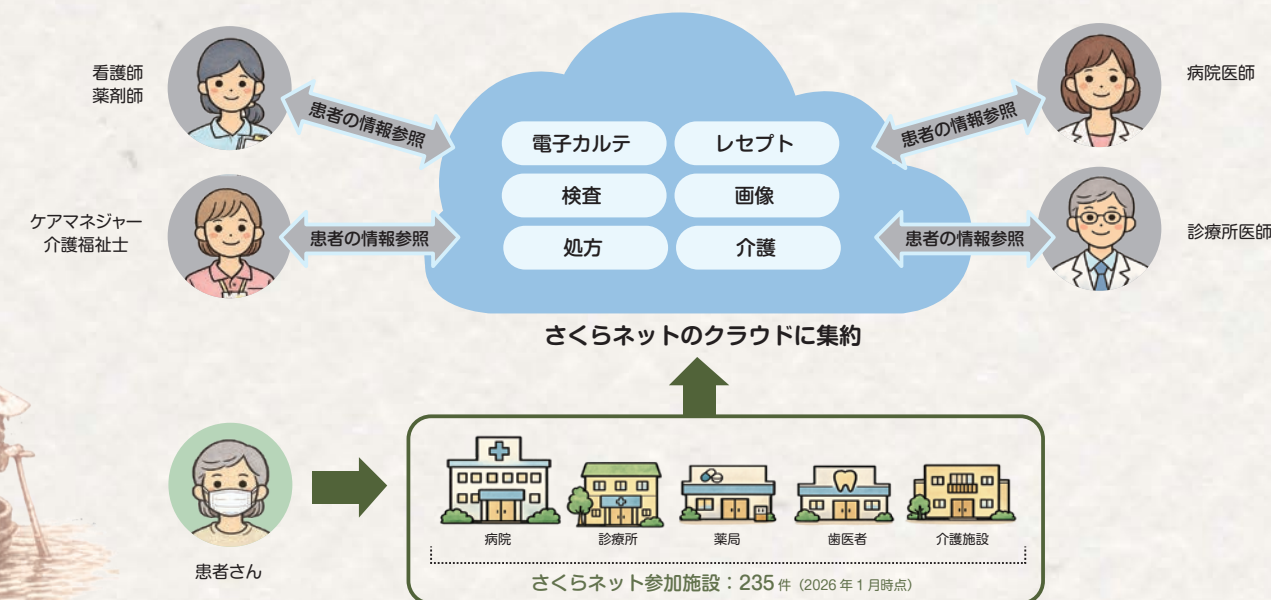 看護師
薬剤師
患者の情報参照
病院医師
患者の情報参照
電子カルテ
レセプト
検査
画像
処方
介護
ケアマネジャー
介護福祉士
患者の情報参照
診療所医師
患者の情報参照
さくらネットのクラウドに集約
患者さん
病院
診療所
薬局
歯医者
介護施設
さくらネット参加施設：235件（2026年1月時点）